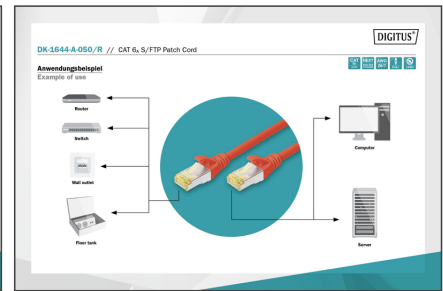 DIGITUS®
DK-1644-A-050/R // CAT 6A S/FTP Patch Cord
Anwendungsbeispiel
Example of use
Router
Switch
Wall outlet
Floor tank
Computer
Server